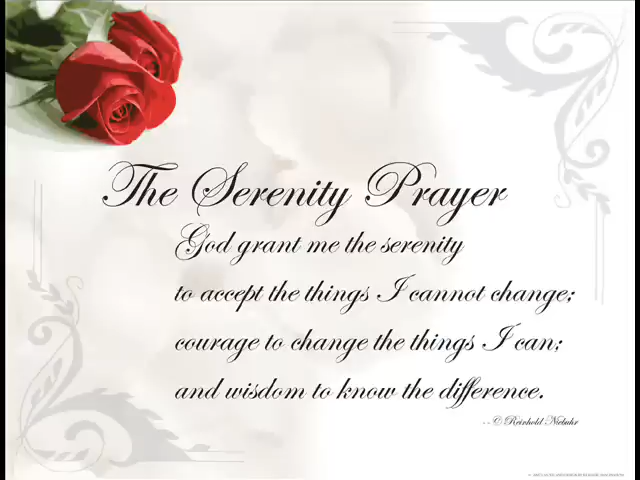 The Serenity Prayer
God grant me the serenity
to accept the things I cannot change;
courage to change the things I can;
and wisdom to know the difference.
--© Reinhold Niebuhr